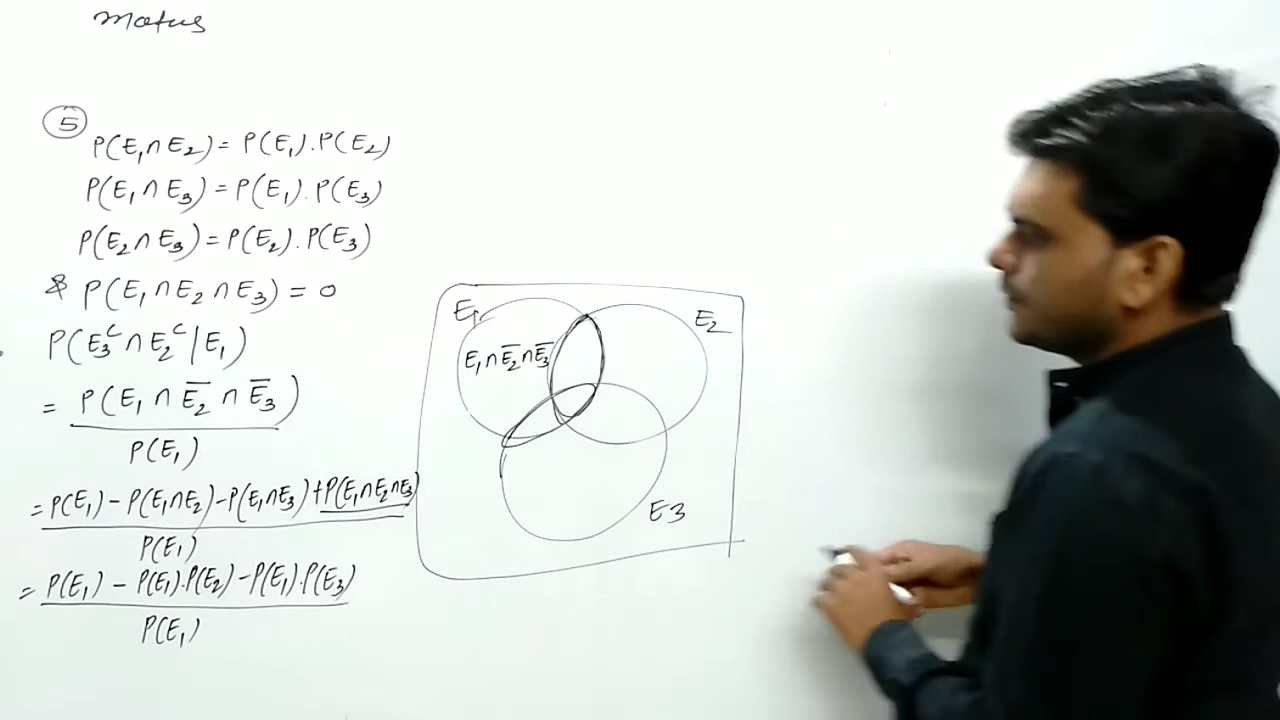 5
P(E₁∩E₂) = P(E₁).P(E₂)
P(E₁∩E₃) = P(E₁).P(E₃)
P(E₂∩E₃) = P(E₂).P(E₃)
& P(E₁∩E₂∩E₃) = 0
P(E₃ᶜ∩E₂ᶜ|E₁)
= P(E₁∩E̅₂∩E̅₃)
P(E₁)
= P(E₁) - P(E₁∩E₂) - P(E₁∩E₃) + P(E₁∩E₂∩E₃)
P(E₁)
= P(E₁) - P(E₁).P(E₂) - P(E₁).P(E₃)
P(E₁)
E₁
E₂
E₁∩E̅₂∩E̅₃
E3